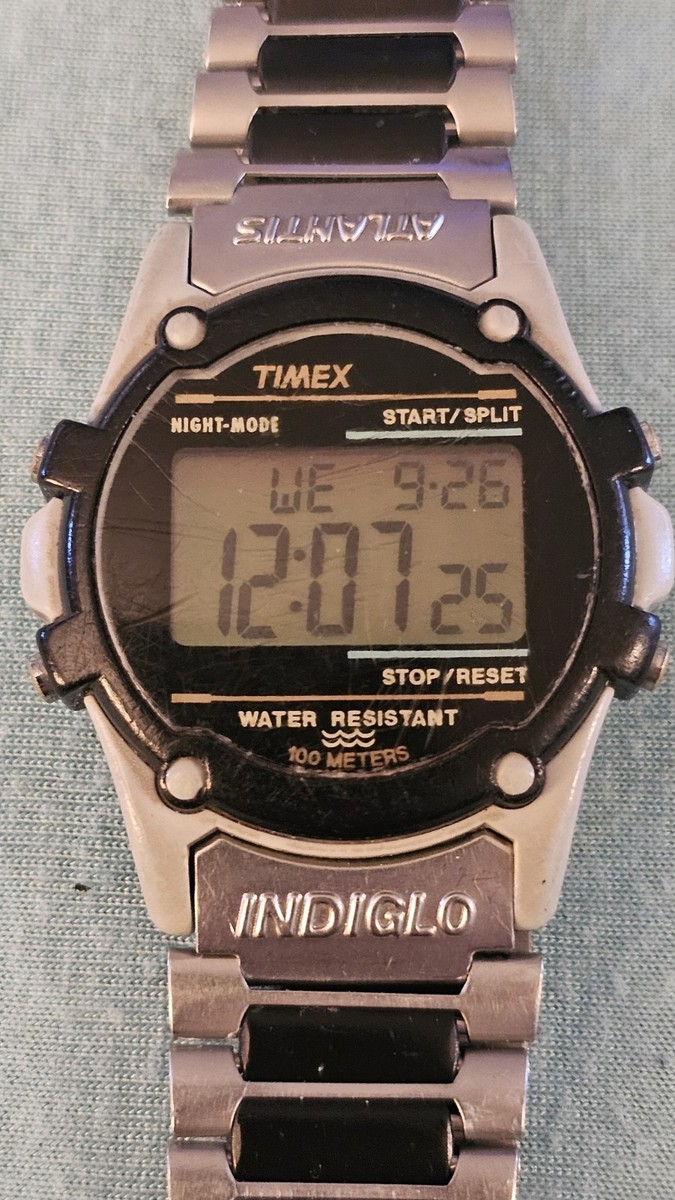 ATLANTIS
TIMEX
NIGHT-MODE START/SPLIT
WE 9-26
12:07 25
STOP/RESET
WATER RESISTANT
100 METERS
INDIGLO